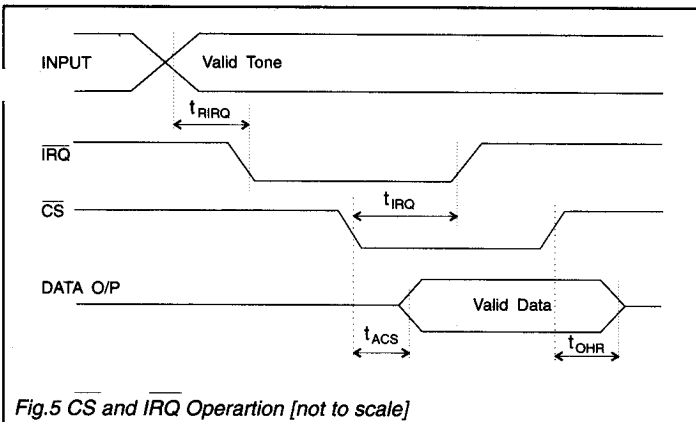 INPUT Valid Tone
tRIRQ
IRQ
tIRQ
CS
DATA O/P Valid Data
tACS tOHR
Fig.5 CS and IRQ Operartion [not to scale]